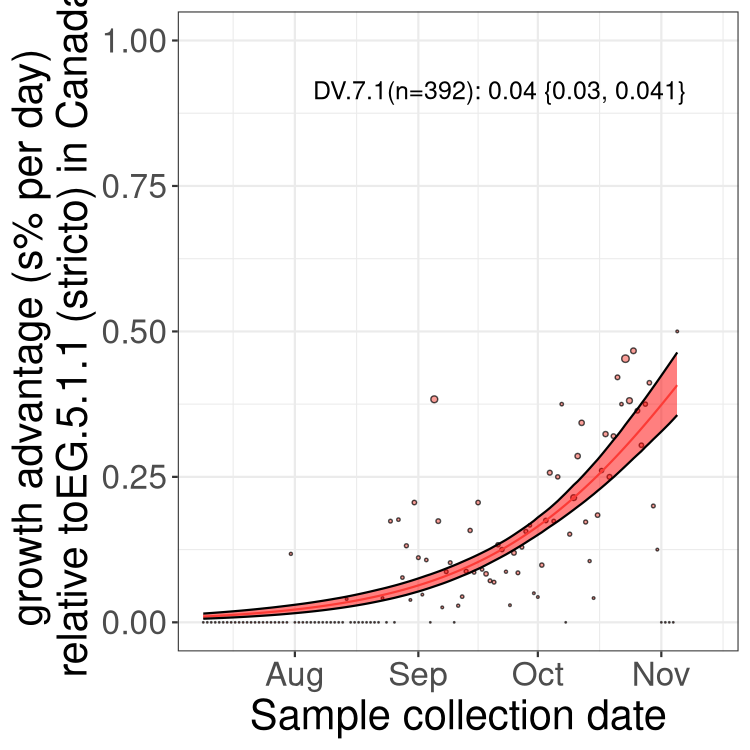 growth advantage (s% per day)
relative toEG.5.1.1 (stricto) in Canada
1.00
0.75
0.50
0.25
0.00
DV.7.1(n=392): 0.04 {0.03, 0.041}
Aug Sep Oct Nov
Sample collection date